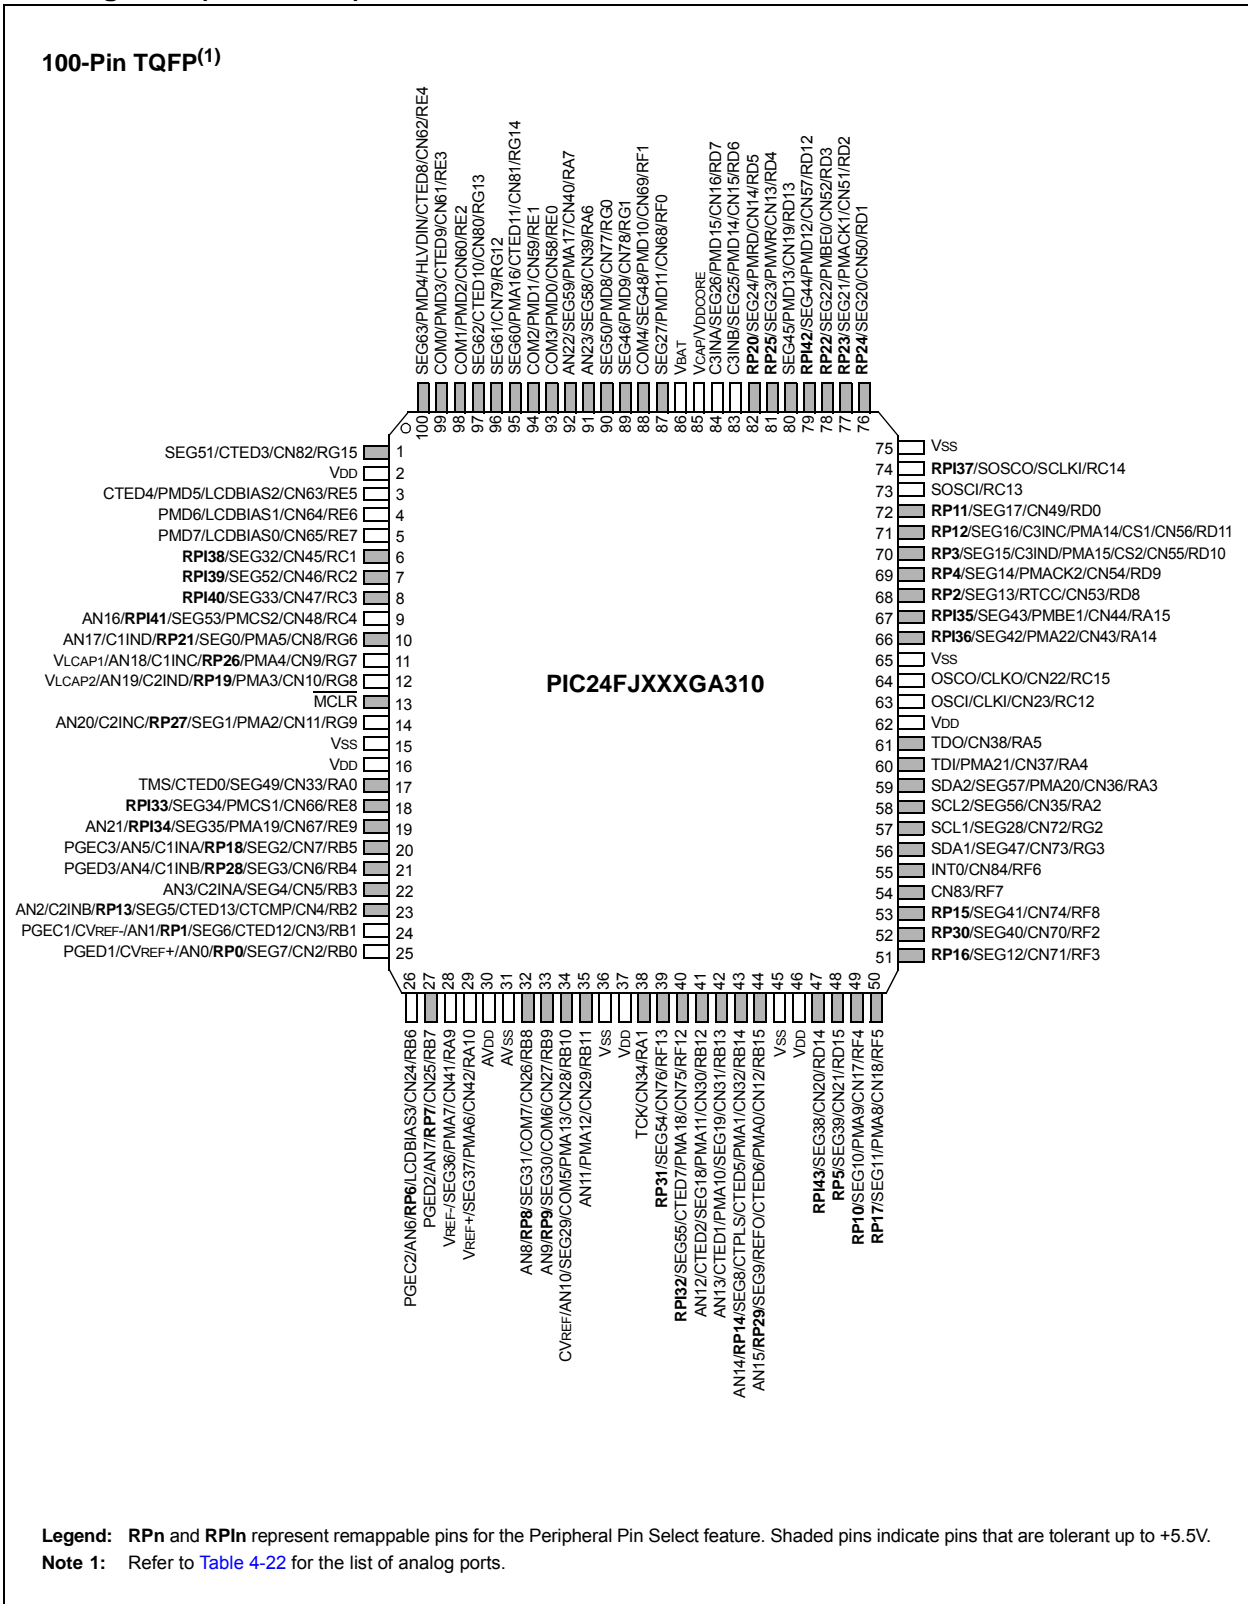 100-Pin TQFP(1)
SEG63/PMD4/HLVDIN/CTED8/CN62/RE4
COM0/PMD3/CTED9/CN61/RE3
COM1/PMD2/CN60/RE2
SEG62/CTED10/CN80/RG13
SEG61/CN79/RG12
SEG60/PMA16/CTED11/CN81/RG14
COM2/PMD1/CN59/RE1
COM3/PMD0/CN58/RE0
AN22/SEG59/PMA17/CN40/RA7
AN23/SEG58/CN39/RA6
SEG50/PMD8/CN77/RG0
SEG46/PMD9/CN78/RG1
COM4/SEG48/PMD10/CN69/RF1
SEG27/PMD11/CN68/RF0
VBAT
VCAP/VDDCORE
C3INA/SEG26/PMD15/CN16/RD7
C3INB/SEG25/PMD14/CN15/RD6
RP20/SEG24/PMRD/CN14/RD5
RP25/SEG23/PMWR/CN13/RD4
SEG45/PMD13/CN19/RD13
RPI42/SEG44/PMD12/CN57/RD12
RP22/SEG22/PMBE0/CN52/RD3
RP23/SEG21/PMACK1/CN51/RD2
RP24/SEG20/CN50/RD1
100 99 98 97 96 95 94 93 92 91 90 89 88 87 86 85 84 83 82 81 80 79 78 77 76
SEG51/CTED3/CN82/RG15 1
VDD 2
CTED4/PMD5/LCDBIAS2/CN63/RE5 3
PMD6/LCDBIAS1/CN64/RE6 4
PMD7/LCDBIAS0/CN65/RE7 5
RPI38/SEG32/CN45/RC1 6
RPI39/SEG52/CN46/RC2 7
RPI40/SEG33/CN47/RC3 8
AN16/RPI41/SEG53/PMCS2/CN48/RC4 9
AN17/C1IND/RP21/SEG0/PMA5/CN8/RG6 10
VLCAP1/AN18/C1INC/RP26/PMA4/CN9/RG7 11
VLCAP2/AN19/C2IND/RP19/PMA3/CN10/RG8 12
MCLR 13
AN20/C2INC/RP27/SEG1/PMA2/CN11/RG9 14
VSS 15
VDD 16
TMS/CTED0/SEG49/CN33/RA0 17
RPI33/SEG34/PMCS1/CN66/RE8 18
AN21/RPI34/SEG35/PMA19/CN67/RE9 19
PGEC3/AN5/C1INA/RP18/SEG2/CN7/RB5 20
PGED3/AN4/C1INB/RP28/SEG3/CN6/RB4 21
AN3/C2INA/SEG4/CN5/RB3 22
AN2/C2INB/RP13/SEG5/CTED13/CTCMP/CN4/RB2 23
PGEC1/CVREF-/AN1/RP1/SEG6/CTED12/CN3/RB1 24
PGED1/CVREF+/AN0/RP0/SEG7/CN2/RB0 25
PIC24FJXXXGA310
75 VSS
74 RPI37/SOSCO/SCLKI/RC14
73 SOSCI/RC13
72 RP11/SEG17/CN49/RD0
71 RP12/SEG16/C3INC/PMA14/CS1/CN56/RD11
70 RP3/SEG15/C3IND/PMA15/CS2/CN55/RD10
69 RP4/SEG14/PMACK2/CN54/RD9
68 RP2/SEG13/RTCC/CN53/RD8
67 RPI35/SEG43/PMBE1/CN44/RA15
66 RPI36/SEG42/PMA22/CN43/RA14
65 VSS
64 OSCO/CLKO/CN22/RC15
63 OSCI/CLKI/CN23/RC12
62 VDD
61 TDO/CN38/RA5
60 TDI/PMA21/CN37/RA4
59 SDA2/SEG57/PMA20/CN36/RA3
58 SCL2/SEG56/CN35/RA2
57 SCL1/SEG28/CN72/RG2
56 SDA1/SEG47/CN73/RG3
55 INT0/CN84/RF6
54 CN83/RF7
53 RP15/SEG41/CN74/RF8
52 RP30/SEG40/CN70/RF2
51 RP16/SEG12/CN71/RF3
26 27 28 29 30 31 32 33 34 35 36 37 38 39 40 41 42 43 44 45 46 47 48 49 50
PGEC2/AN6/RP6/LCDBIAS3/CN24/RB6
PGED2/AN7/RP7/CN25/RB7
VREF-/SEG36/PMA7/CN41/RA9
VREF+/SEG37/PMA6/CN42/RA10
AVDD
AVSS
AN8/RP8/SEG31/COM7/CN26/RB8
AN9/RP9/SEG30/COM6/CN27/RB9
CVREF/AN10/SEG29/COM5/PMA13/CN28/RB10
AN11/PMA12/CN29/RB11
VSS
VDD
TCK/CN34/RA1
RP31/SEG54/CN76/RF13
RPI32/SEG55/CTED7/PMA18/CN75/RF12
AN12/CTED2/SEG18/PMA11/CN30/RB12
AN13/CTED1/PMA10/SEG19/CN31/RB13
AN14/RP14/SEG8/CTPLS/CTED5/PMA1/CN32/RB14
AN15/RP29/SEG9/REFO/CTED6/PMA0/CN12/RB15
VSS
VDD
RPI43/SEG38/CN20/RD14
RP5/SEG39/CN21/RD15
RP10/SEG10/PMA9/CN17/RF4
RP17/SEG11/PMA8/CN18/RF5
Legend: RPn and RPIn represent remappable pins for the Peripheral Pin Select feature. Shaded pins indicate pins that are tolerant up to +5.5V.
Note 1: Refer to Table 4-22 for the list of analog ports.